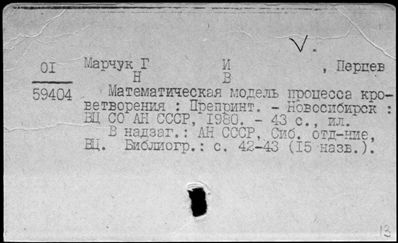 V.
01 Марчук Г И , Перцев
Н В
59404 Математическая модель процесса кро-
ветворения : Препринт. - Новосибирск :
ВЦ СО АН СССР, 1980. - 43 с., ил.
В надзаг.: АН СССР, Сиб. отд-ние,
ВЦ. Библиогр.: с. 42-43 (15 назв.).
13